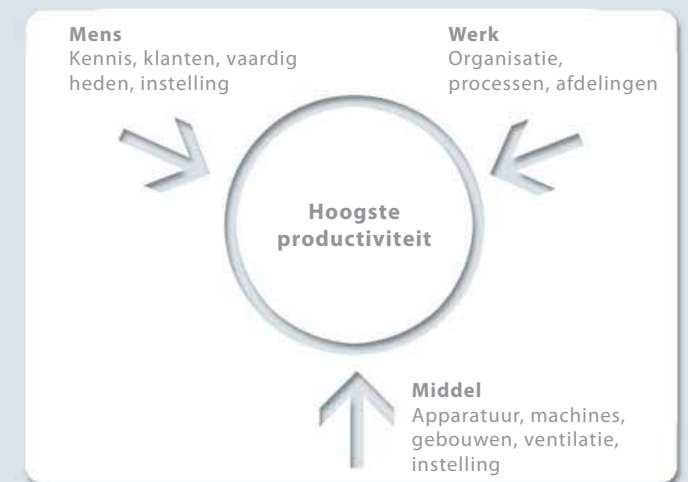 Mens
Kennis, klanten, vaardig
heden, instelling
Werk
Organisatie,
processen, afdelingen
Hoogste
productiviteit
Middel
Apparatuur, machines,
gebouwen, ventilatie,
instelling